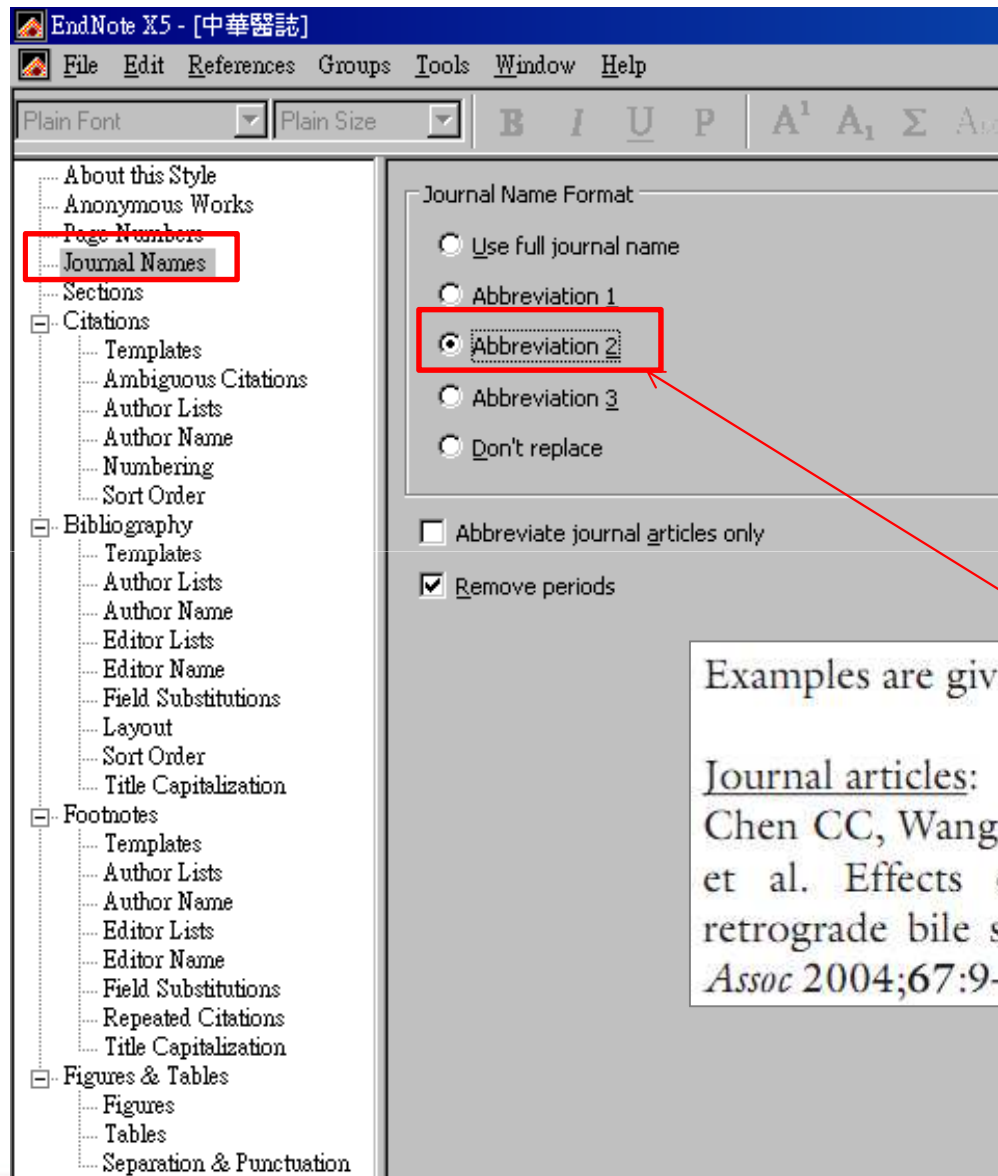 EndNote X5 - [中華醫誌]
File Edit References Groups Tools Window Help
Plain Font Plain Size B I U P A¹ A₁ Σ
About this Style
Anonymous Works
Page Numbers
Journal Names
Sections
Citations
Templates
Ambiguous Citations
Author Lists
Author Name
Numbering
Sort Order
Bibliography
Templates
Author Lists
Author Name
Editor Lists
Editor Name
Field Substitutions
Layout
Sort Order
Title Capitalization
Footnotes
Templates
Author Lists
Author Name
Editor Lists
Editor Name
Field Substitutions
Repeated Citations
Title Capitalization
Figures & Tables
Figures
Tables
Separation & Punctuation
Journal Name Format
Use full journal name
Abbreviation 1
Abbreviation 2
Abbreviation 3
Don't replace
Abbreviate journal articles only
Remove periods
Examples are giv
Journal articles:
Chen CC, Wang
et al. Effects
retrograde bile s
Assoc 2004;67:9-